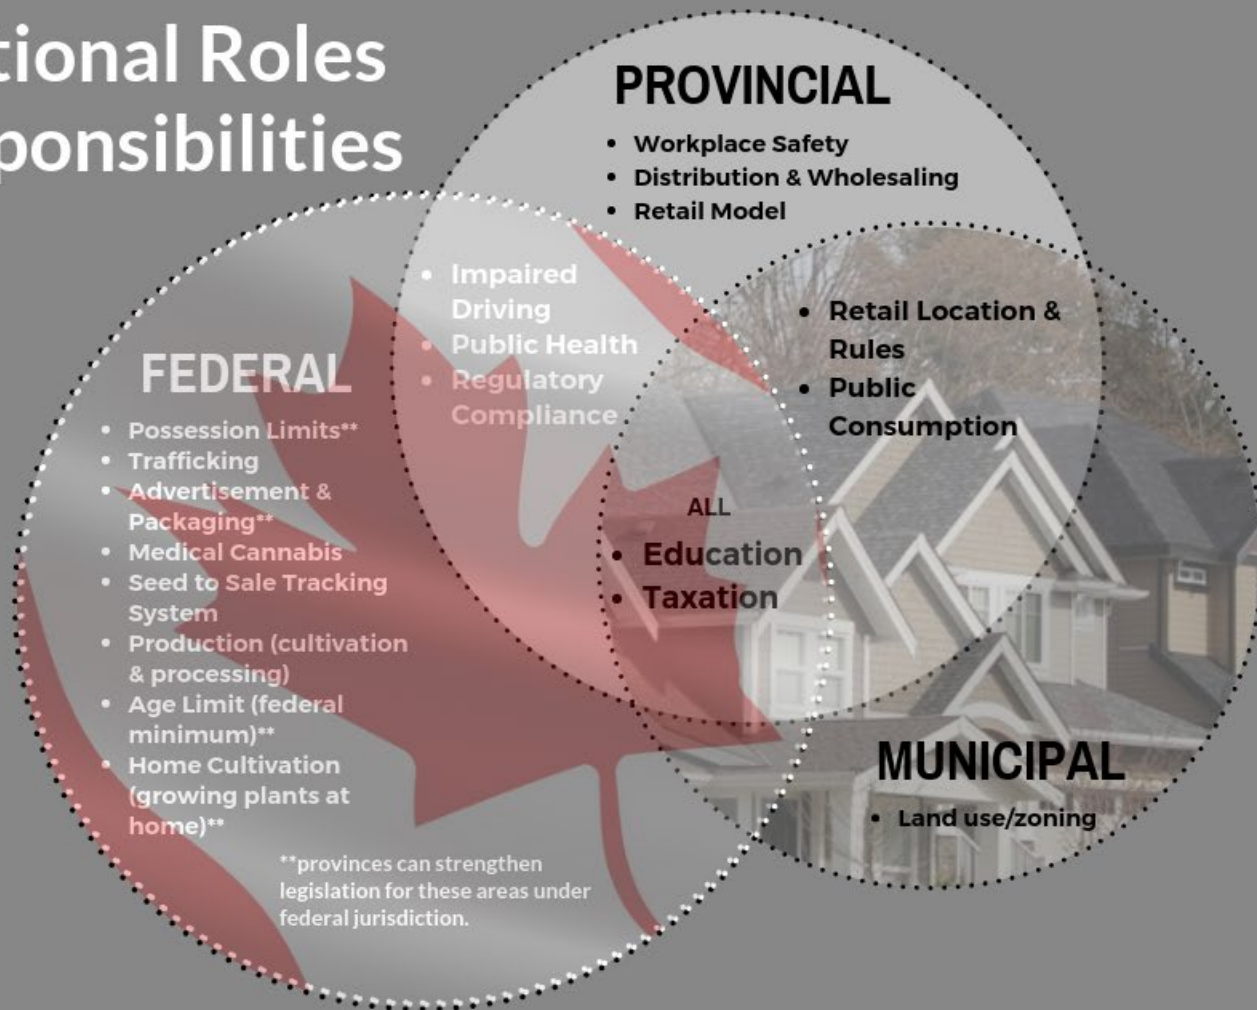 tional Roles
ponsibilities
PROVINCIAL
• Workplace Safety
• Distribution & Wholesaling
• Retail Model
• Impaired
Driving
• Public Health
• Regulatory
Compliance
• Retail Location &
Rules
• Public
Consumption
FEDERAL
• Possession Limits**
• Trafficking
• Advertisement &
Packaging**
• Medical Cannabis
• Seed to Sale Tracking
System
• Production (cultivation
& processing)
• Age Limit (federal
minimum)**
• Home Cultivation
(growing plants at
home)**
**provinces can strengthen
legislation for these areas under
federal jurisdiction.
ALL
• Education
• Taxation
MUNICIPAL
• Land use/zoning